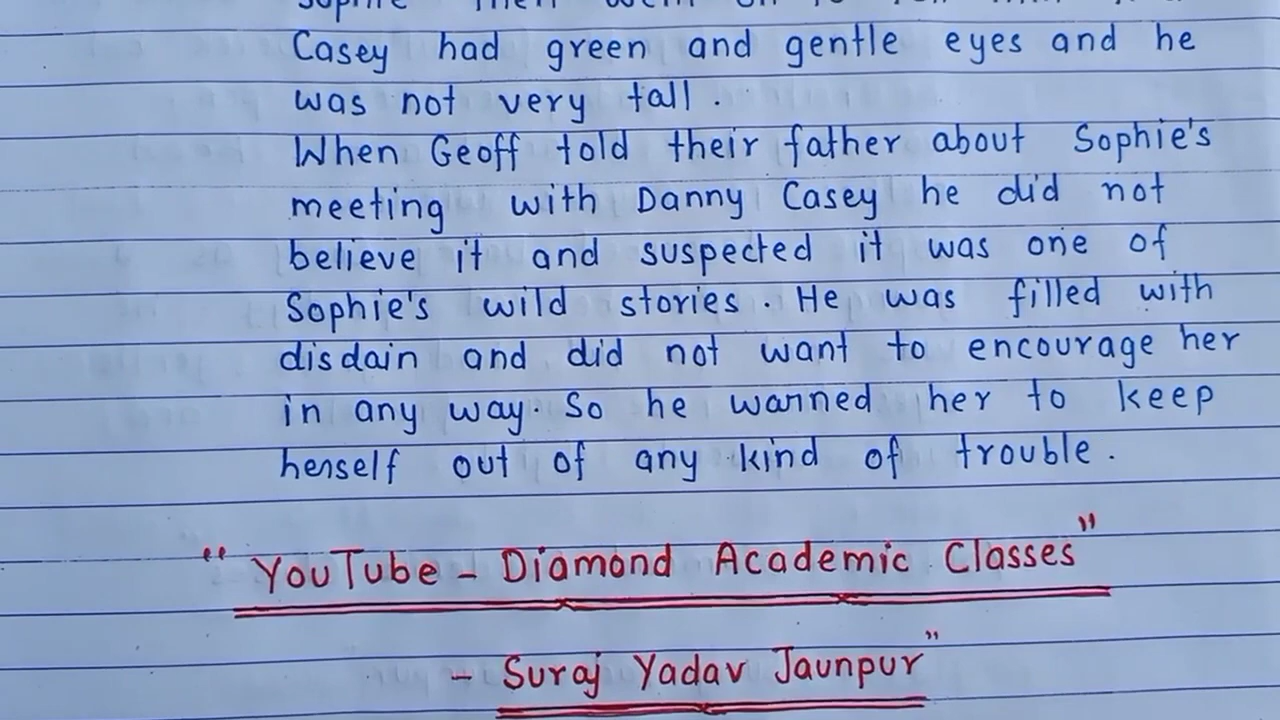 Casey had green and gentle eyes and he
was not very tall .
When Geoff told their father about Sophie's
meeting with Danny Casey he did not
believe it and suspected it was one of
Sophie's wild stories . He was filled with
disdain and did not want to encourage her
in any way. So he warned her to keep
herself out of any kind of trouble .
" YouTube - Diamond Academic Classes "
- Suraj Yadav Jaunpur "